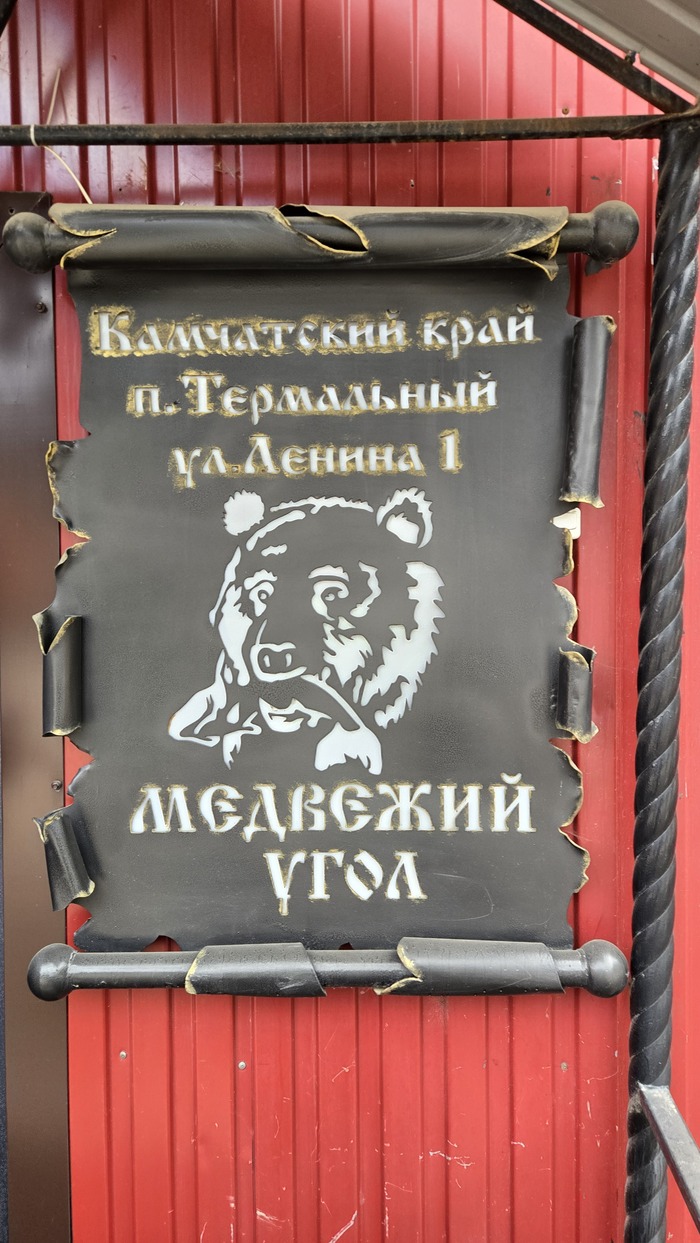 Камчатский край
п. Термальный
ул. Ленина 1
МЕДВЕЖИЙ
УГОЛ